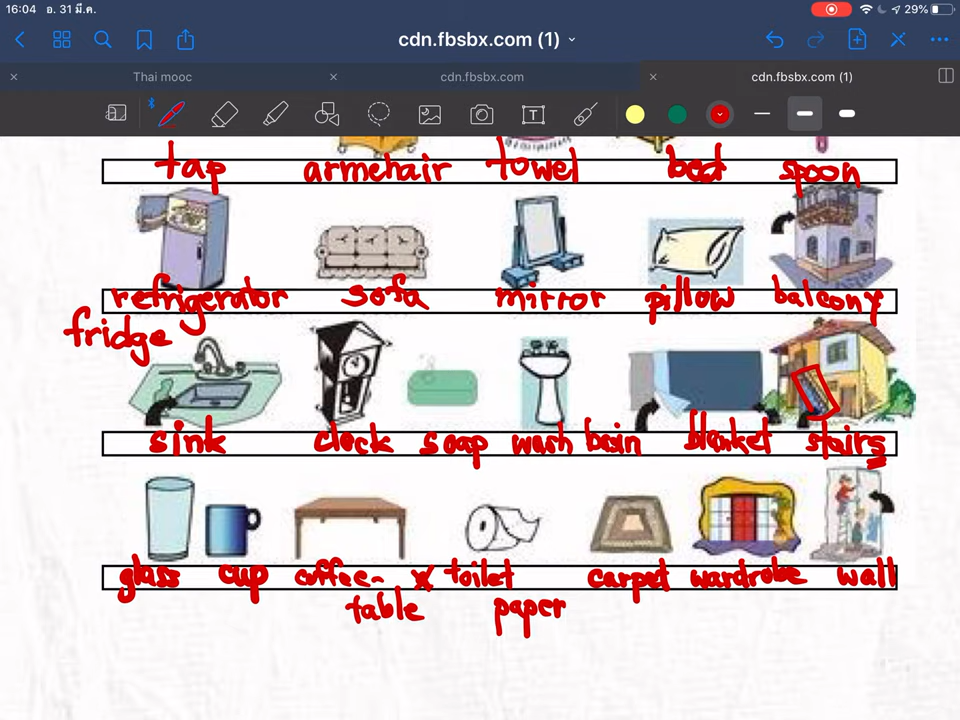 16:04 อ. 31 มี.ค. 29%
cdn.fbsbx.com (1)
Thai mooc cdn.fbsbx.com cdn.fbsbx.com (1)
tap armchair towel bed spoon
refrigerator sofa mirror pillow balcony
fridge
sink clock soap wash basin blanket stairs
glass cup coffee- toilet carpet wardrobe wall
table paper